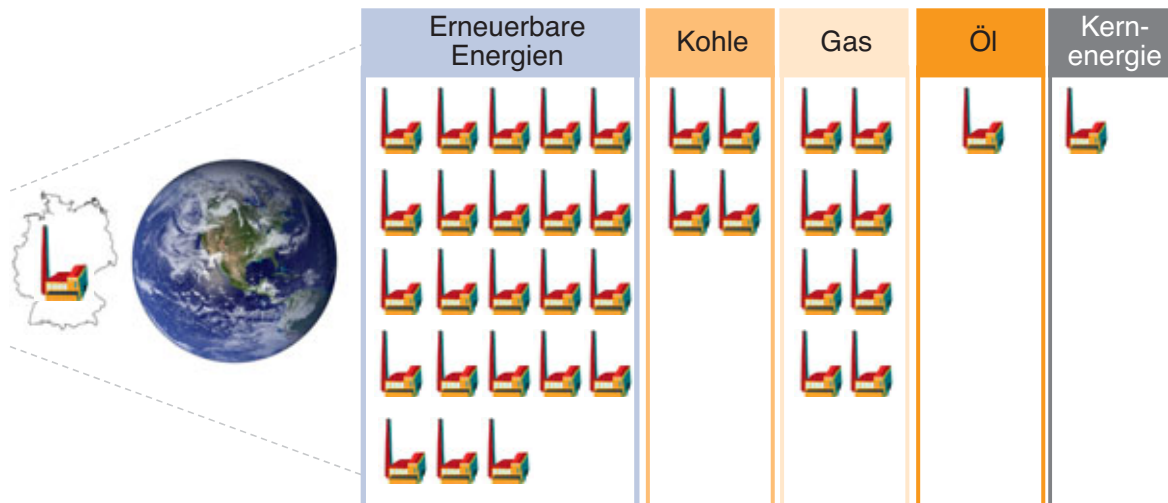 Erneuerbare
Energien
Kohle
Gas
Öl
Kern-
energie